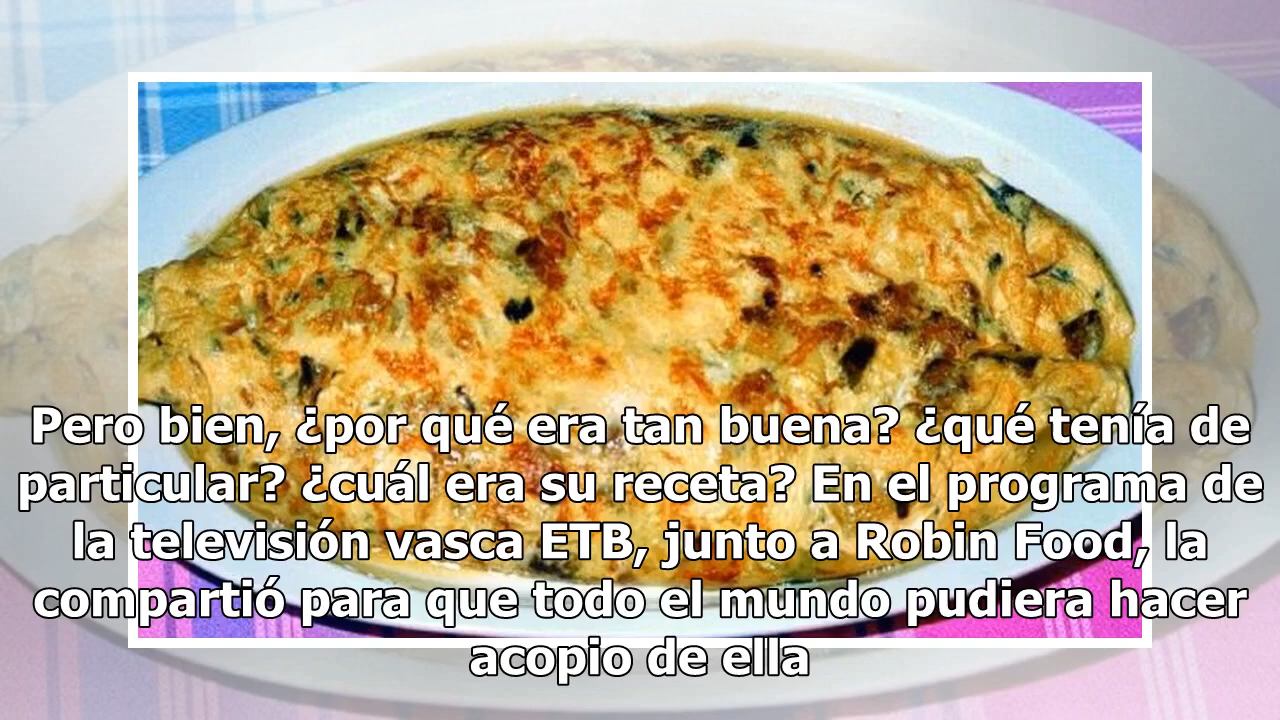 Pero bien, ¿por qué era tan buena? ¿qué tenía de
particular? ¿cuál era su receta? En el programa de
la televisión vasca ETB, junto a Robin Food, la
compartió para que todo el mundo pudiera hacer
acopio de ella